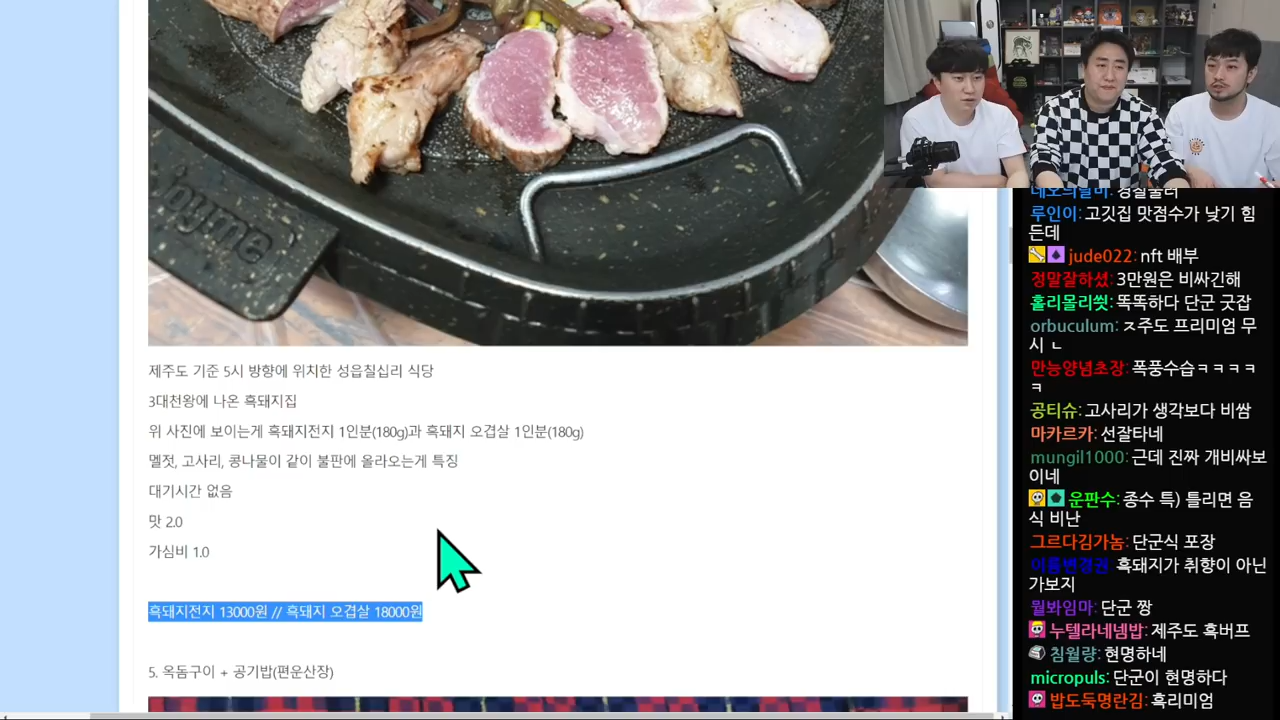 제주도 기준 5시 방향에 위치한 성읍칠십리 식당
3대천왕에 나온 흑돼지집
위 사진에 보이는게 흑돼지전지 1인분(180g)과 흑돼지 오겹살 1인분(180g)
멜젓, 고사리, 콩나물이 같이 불판에 올라오는게 특징
대기시간 없음
맛 2.0
가심비 1.0
흑돼지전지 13000원 // 흑돼지 오겹살 18000원
5. 옥돔구이 + 공기밥(편운산장)
루인이: 고깃집 맛점수가 낮기 힘
든데
jude022: nft 배부
정말잘하셨: 3만원은 비싸긴해
홀리몰리쒯: 똑똑하다 단군 굿잡
orbuculum: ㅈ주도 프리미엄 무
시 ㄴ
만능양념초장: 폭풍수습ㅋㅋㅋㅋ
ㅋ
공티슈: 고사리가 생각보다 비쌈
마카르카: 선잘타네
mungil1000: 근데 진짜 개비싸보
이네
운판수: 종수 특) 틀리면 음
식 비난
그르다김가놈: 단군식 포장
이름변경권: 흑돼지가 취향이 아닌
가보지
뭘봐임마: 단군 짱
누텔라네넴밥: 제주도 흑버프
침월량: 현명하네
micropuls: 단군이 현명하다
밥도둑명란김: 흑리미엄